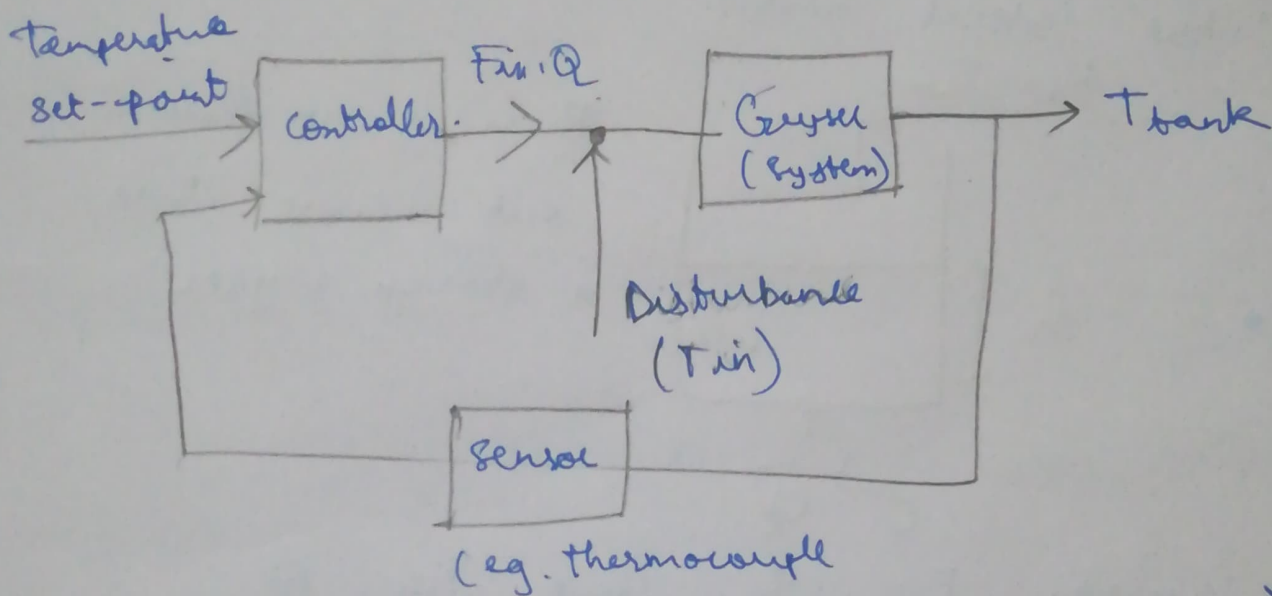 Temperature
set-point
controller.
Fin, Q
Geyser
(System)
Ttank
Disturbance
(Tin)
Sensor
(eg. thermocouple